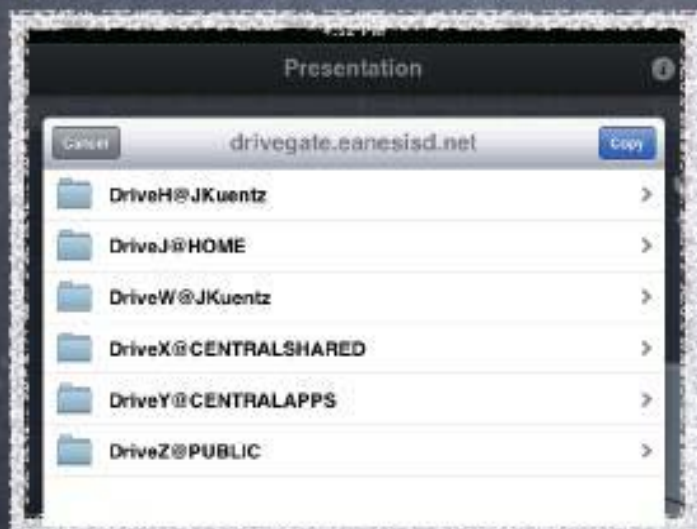 Presentation
Cancel drivegate.eanesisd.net Copy
DriveH@JKuentz
DriveJ@HOME
DriveW@JKuentz
DriveX@CENTRALSHARED
DriveY@CENTRALAPPS
DriveZ@PUBLIC